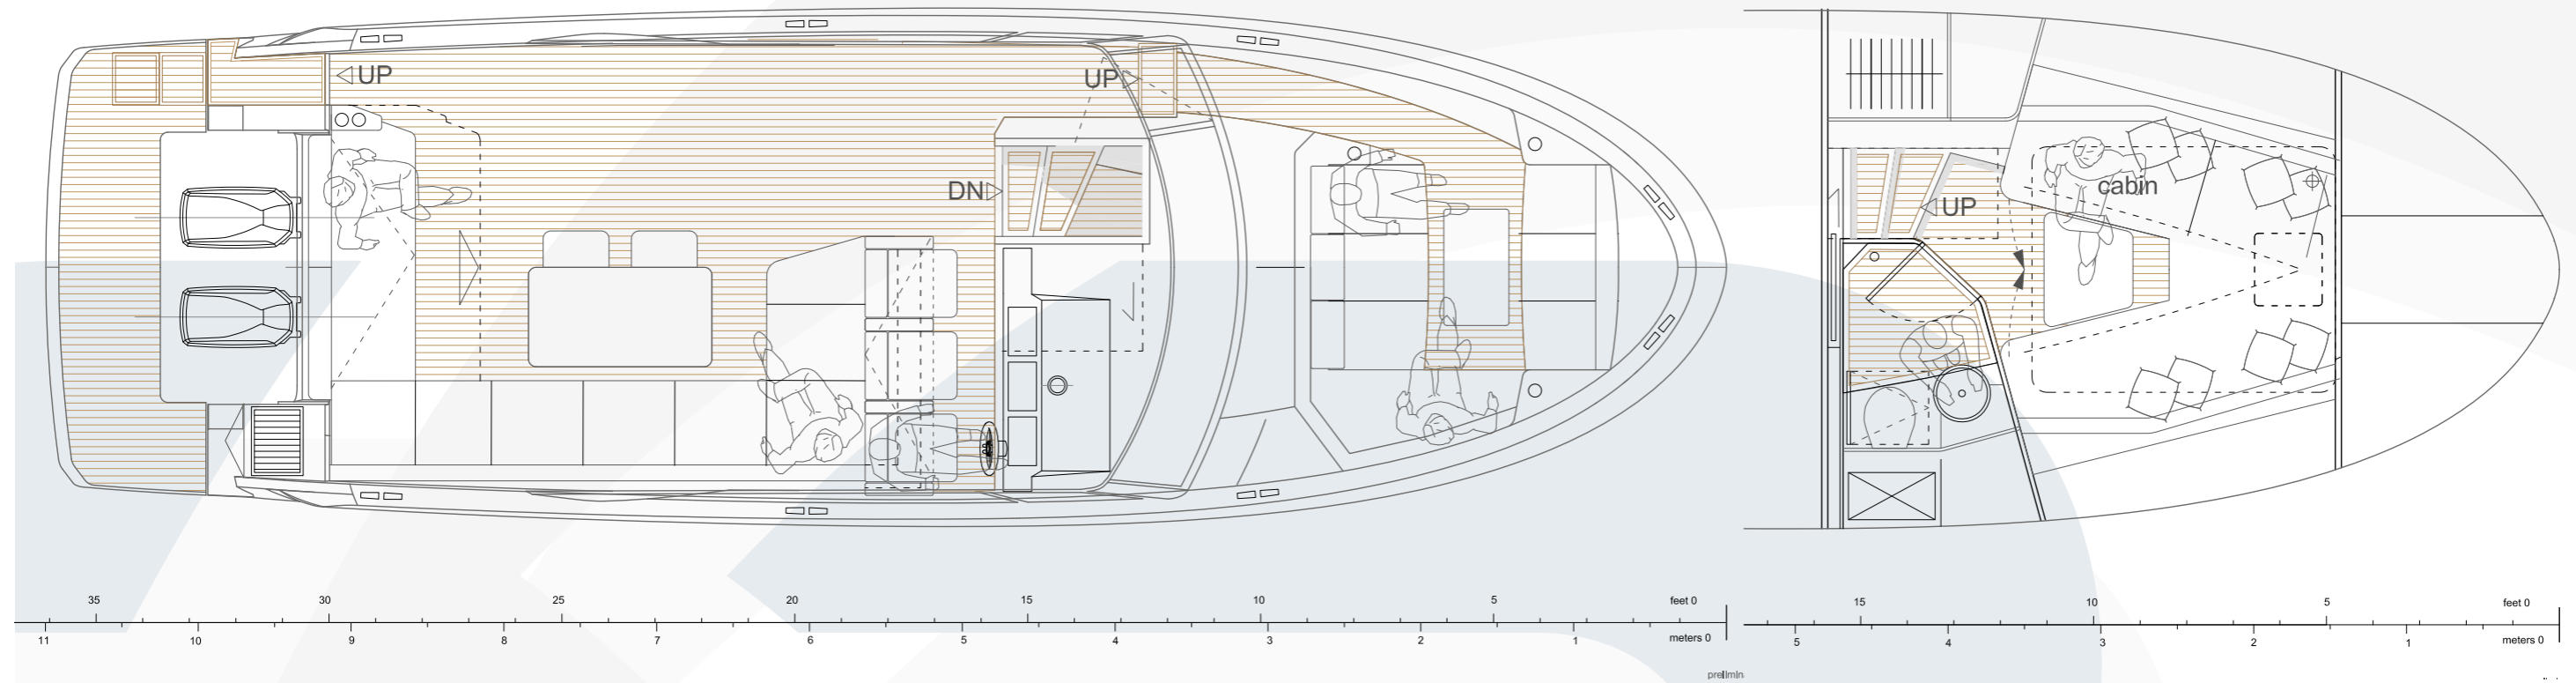 UP
UP
DN
cabin
UP
35 30 25 20 15 10 5 feet 0
11 10 9 8 7 6 5 4 3 2 1 meters 0
15 10 5 feet 0
5 4 3 2 1 meters 0
prelimin